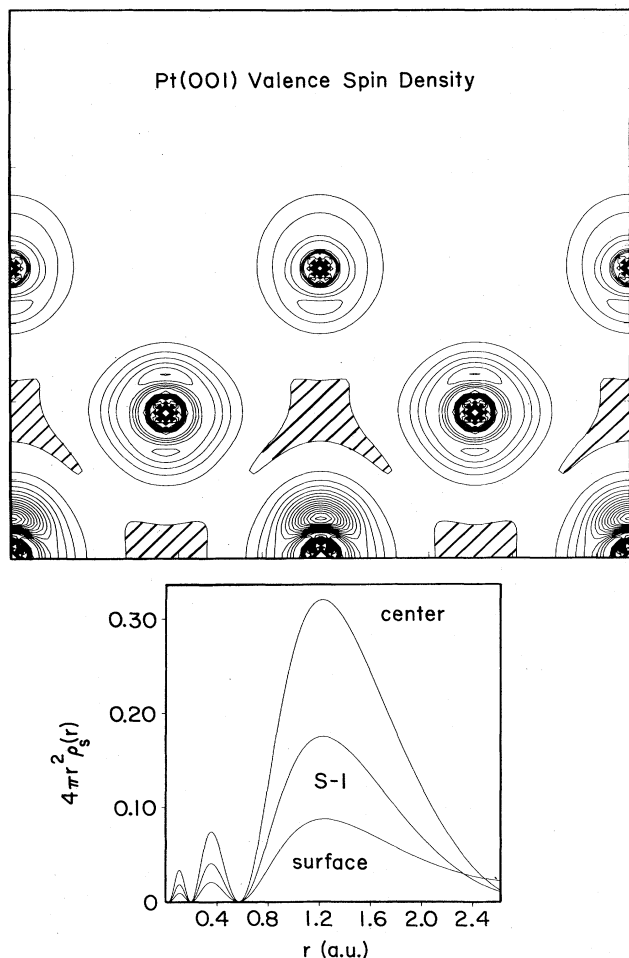 Pt(001) Valence Spin Density
0.30
0.20
0.10
0
4πr²ρₛ(r)
center
S-1
surface
0.4 0.8 1.2 1.6 2.0 2.4
r (a.u.)